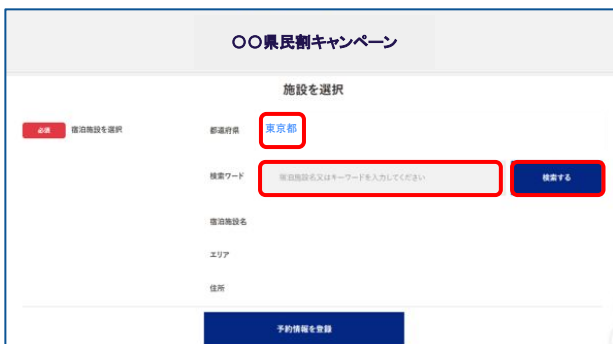 〇〇県民割キャンペーン
施設を選択
必須 宿泊施設を選択
都道府県 東京都
検索ワード 宿泊施設名又はキーワードを入力してください 検索する
宿泊施設名
エリア
住所
予約情報を登録